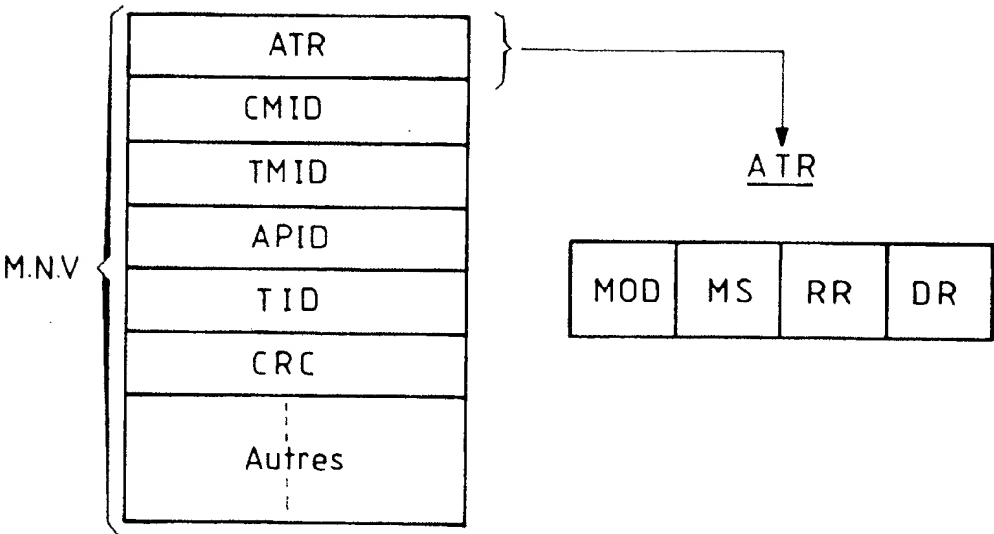 ATR
CMID
TMID
APID
TID
CRC
Autres
M.N.V
ATR
MOD MS RR DR